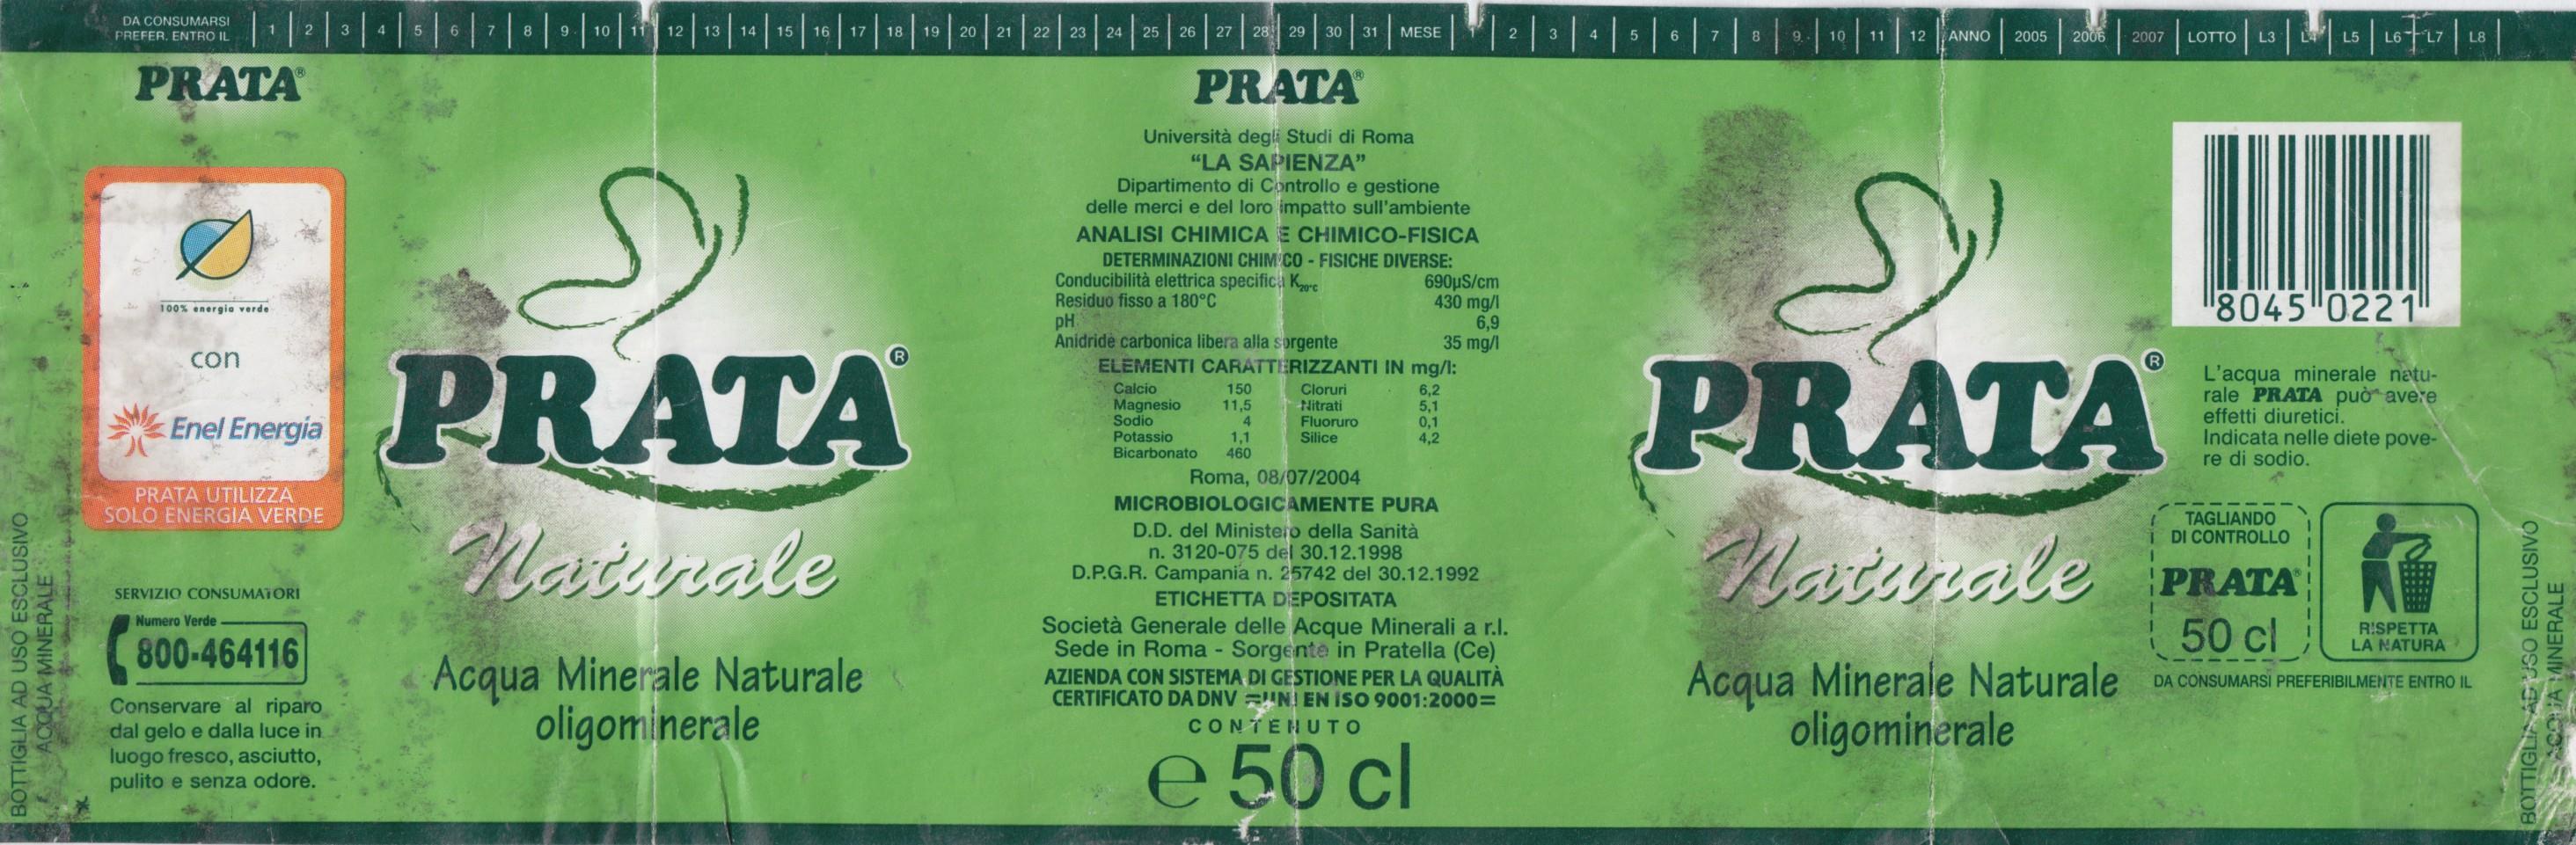 DA CONSUMARSI
PREFER. ENTRO IL
1 2 3 4 5 6 7 8 9 10 11 12 13 14 15 16 17 18 19 20 21 22 23 24 25 26 27 28 29 30 31 MESE 1 2 3 4 5 6 7 8 9 10 11 12 ANNO 2005 2006 2007 LOTTO L3 L4 L5 L6 L7 L8
PRATA®
100% energia verde
con
Enel Energia
PRATA UTILIZZA
SOLO ENERGIA VERDE
SERVIZIO CONSUMATORI
Numero Verde
800-464116
Conservare al riparo
dal gelo e dalla luce in
luogo fresco, asciutto,
pulito e senza odore.
BOTTIGLIA AD USO ESCLUSIVO
ACQUA MINERALE
PRATA®
Naturale
Acqua Minerale Naturale
oligominerale
PRATA®
Università degli Studi di Roma
“LA SAPIENZA”
Dipartimento di Controllo e gestione
delle merci e del loro impatto sull'ambiente
ANALISI CHIMICA E CHIMICO-FISICA
DETERMINAZIONI CHIMICO - FISICHE DIVERSE:
Conducibilità elettrica specifica K20°C 690µS/cm
Residuo fisso a 180°C 430 mg/l
pH 6,9
Anidride carbonica libera alla sorgente 35 mg/l
ELEMENTI CARATTERIZZANTI IN mg/l:
Calcio 150 Cloruri 6,2
Magnesio 11,5 Nitrati 5,1
Sodio 4 Fluoruro 0,1
Potassio 1,1 Silice 4,2
Bicarbonato 460
Roma, 08/07/2004
MICROBIOLOGICAMENTE PURA
D.D. del Ministero della Sanità
n. 3120-075 del 30.12.1998
D.P.G.R. Campania n. 25742 del 30.12.1992
ETICHETTA DEPOSITATA
Società Generale delle Acque Minerali a r.l.
Sede in Roma - Sorgente in Pratella (Ce)
AZIENDA CON SISTEMA DI GESTIONE PER LA QUALITÀ
CERTIFICATO DA DNV =UNI EN ISO 9001:2000=
CONTENUTO
e 50 cl
PRATA®
Naturale
Acqua Minerale Naturale
oligominerale
8045 0221
L'acqua minerale natu-
rale PRATA può avere
effetti diuretici.
Indicata nelle diete pove-
re di sodio.
TAGLIANDO
DI CONTROLLO
PRATA®
50 cl
RISPETTA
LA NATURA
DA CONSUMARSI PREFERIBILMENTE ENTRO IL
BOTTIGLIA AD USO ESCLUSIVO
ACQUA MINERALE